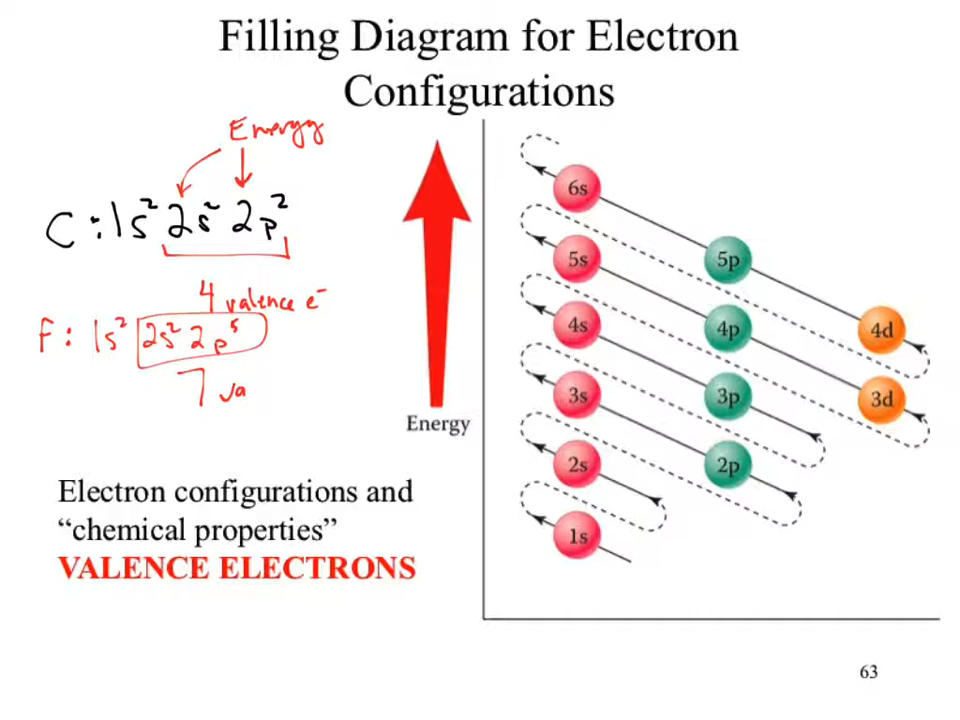 Filling Diagram for Electron
Configurations
Energy
C: 1s² 2s² 2p²
4 valence e⁻
F: 1s² 2s² 2p⁵
7 va
Energy
Electron configurations and
“chemical properties”
VALENCE ELECTRONS
6s
5s 5p
4s 4p 4d
3s 3p 3d
2s 2p
1s
63